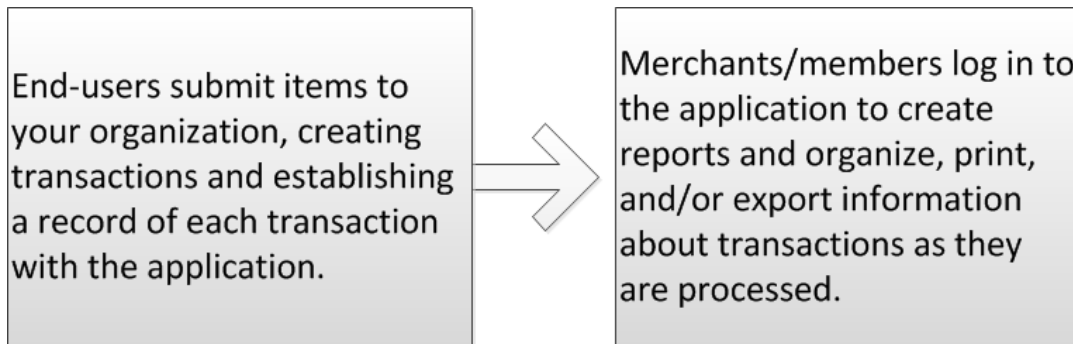 End-users submit items to
your organization, creating
transactions and establishing
a record of each transaction
with the application.
Merchants/members log in to
the application to create
reports and organize, print,
and/or export information
about transactions as they
are processed.